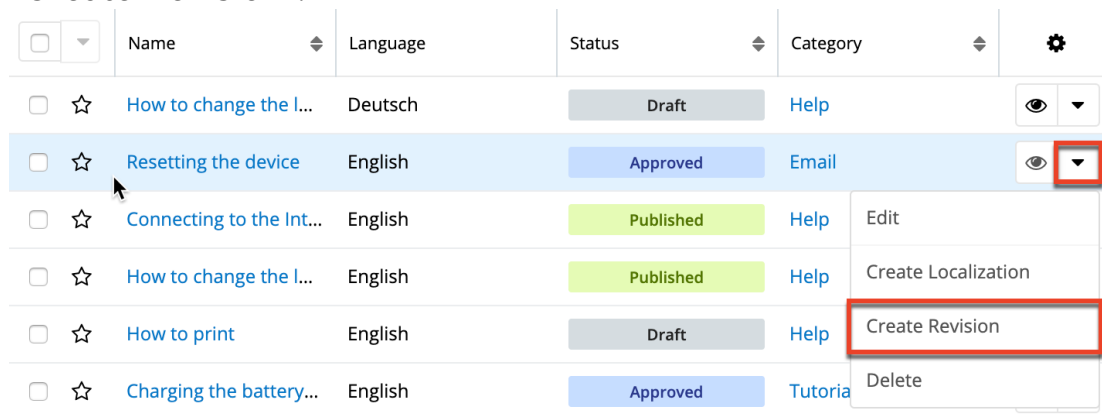 Name Language Status Category
How to change the l... Deutsch Draft Help
Resetting the device English Approved Email
Connecting to the Int... English Published Help
Edit
How to change the l... English Published Help
Create Localization
How to print English Draft Help
Create Revision
Charging the battery... English Approved Tutoria
Delete